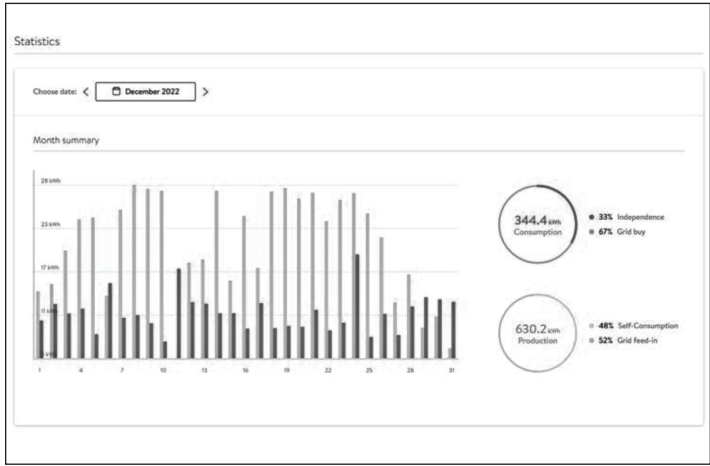 Statistics
Choose date: < December 2022 >
Month summary
29 kWh
23 kWh
17 kWh
11 kWh
kWh
1 4 7 10 13 16 19 22 25 28 31
344.4 kWh
Consumption
33% Independence
67% Grid buy
630.2 kWh
Production
48% Self-Consumption
52% Grid feed-in